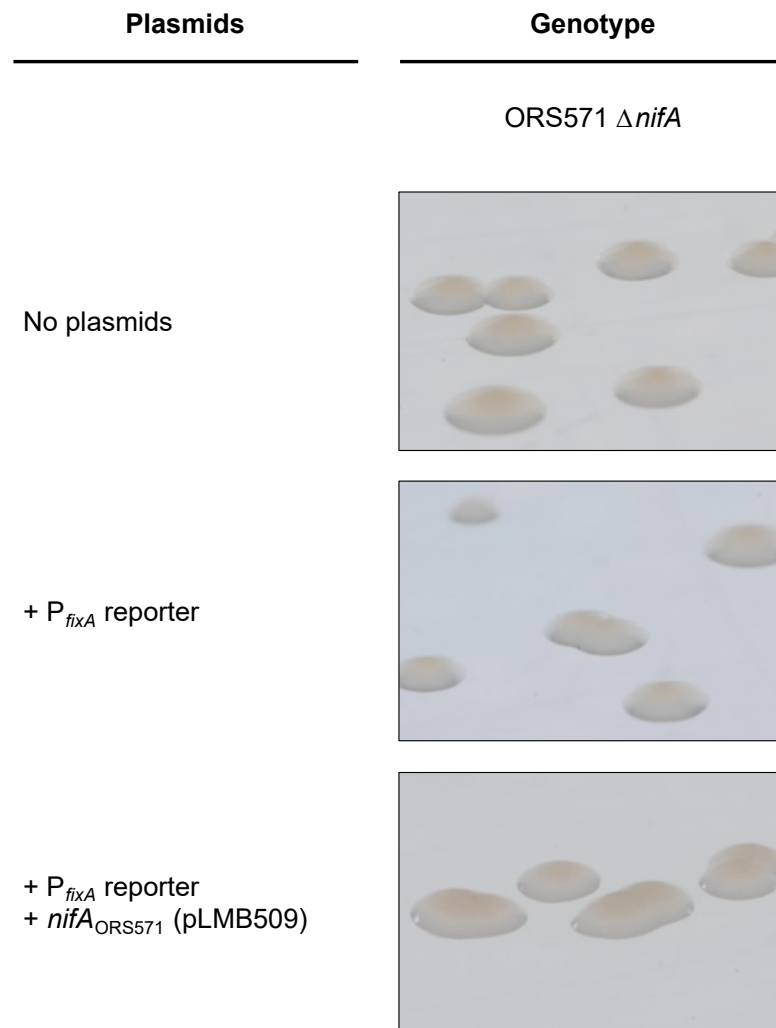 Plasmids
Genotype
ORS571 ΔnifA
No plasmids
+ PfixA reporter
+ PfixA reporter
+ nifAORS571 (pLMB509)